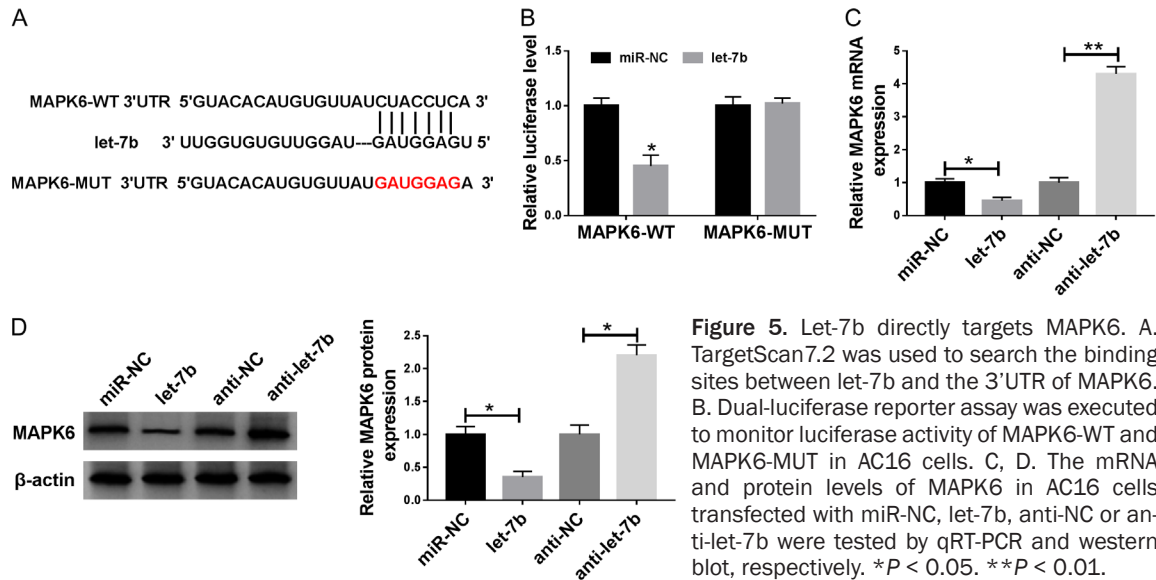 A
MAPK6-WT 3'UTR 5'GUACACAUGUGUUAUCUACCUCA 3'
let-7b 3' UUGGUGUGUUGGAU---GAUGGAGU 5'
MAPK6-MUT 3'UTR 5'GUACACAUGUGUUAUGAUGGAGA 3'
B
Relative luciferase level
1.5
1.0
0.5
0.0
miR-NC
let-7b
*
MAPK6-WT
MAPK6-MUT
C
Relative MAPK6 mRNA
expression
5
4
3
2
1
0
*
**
miR-NC
let-7b
anti-NC
anti-let-7b
D
miR-NC
let-7b
anti-NC
anti-let-7b
MAPK6
β-actin
Relative MAPK6 protein
expression
2.5
2.0
1.5
1.0
0.5
0.0
*
*
miR-NC
let-7b
anti-NC
anti-let-7b
Figure 5. Let-7b directly targets MAPK6. A.
TargetScan7.2 was used to search the binding
sites between let-7b and the 3'UTR of MAPK6.
B. Dual-luciferase reporter assay was executed
to monitor luciferase activity of MAPK6-WT and
MAPK6-MUT in AC16 cells. C, D. The mRNA
and protein levels of MAPK6 in AC16 cells
transfected with miR-NC, let-7b, anti-NC or an-
ti-let-7b were tested by qRT-PCR and western
blot, respectively. *P < 0.05. **P < 0.01.